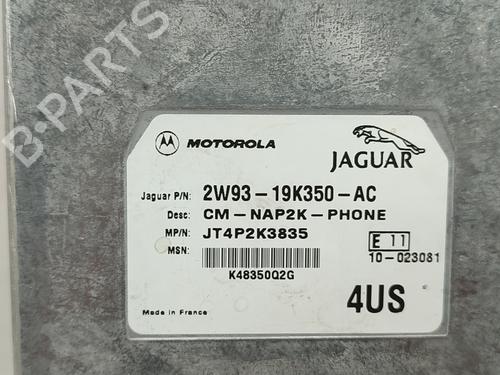 B-PARTS
MOTOROLA
JAGUAR
Jaguar P/N: 2W93-19K350-AC
Desc: CM-NAP2K-PHONE
MP/N: JT4P2K3835
E 11
MSN:
10-023081
K48350Q2G
Made in France
4US